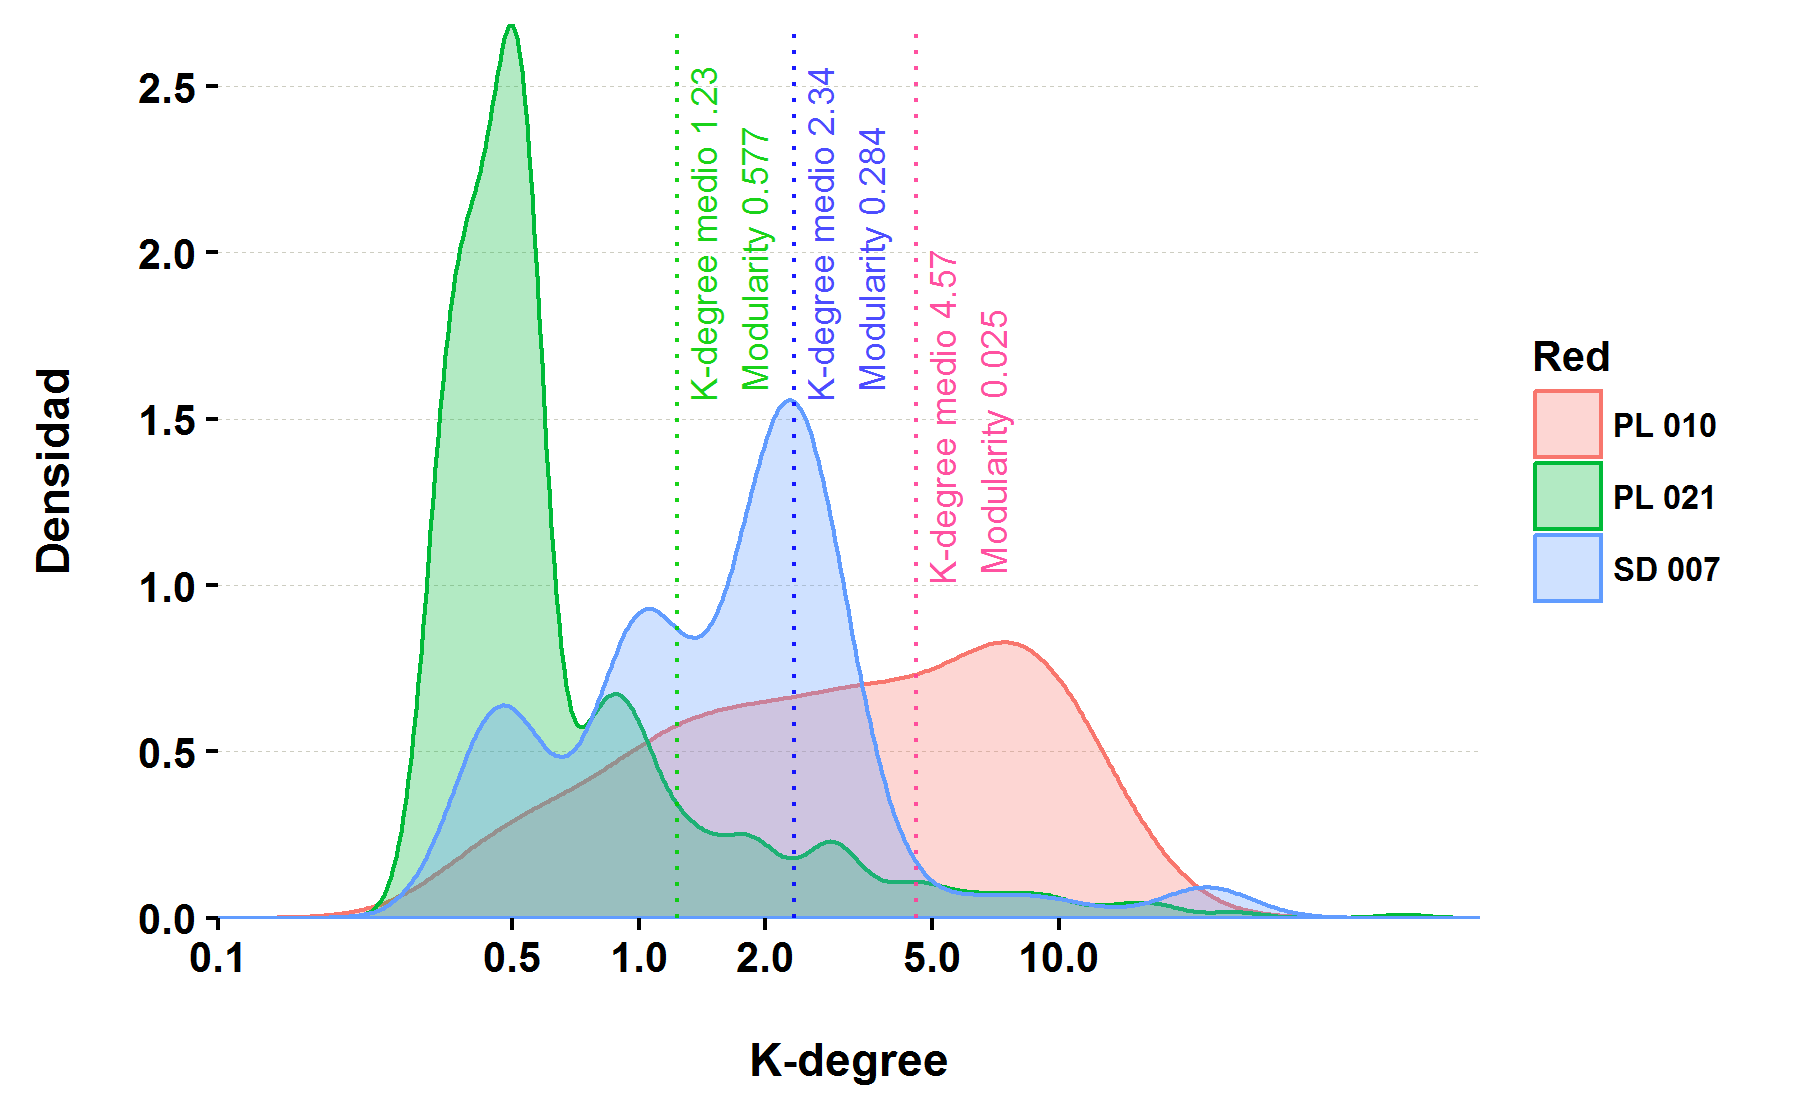 2.5
2.0
1.5
1.0
0.5
0.0
Densidad
0.1
0.5
1.0
2.0
5.0
10.0
K-degree
K-degree medio 1.23
Modularity 0.577
K-degree medio 2.34
Modularity 0.284
K-degree medio 4.57
Modularity 0.025
Red
PL 010
PL 021
SD 007